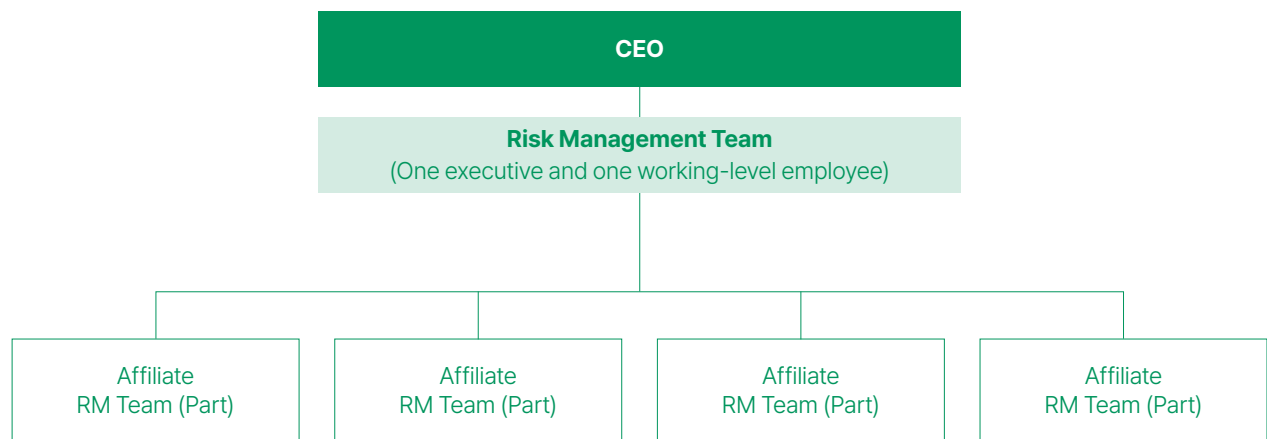 CEO
Risk Management Team
(One executive and one working-level employee)
Affiliate
RM Team (Part)
Affiliate
RM Team (Part)
Affiliate
RM Team (Part)
Affiliate
RM Team (Part)